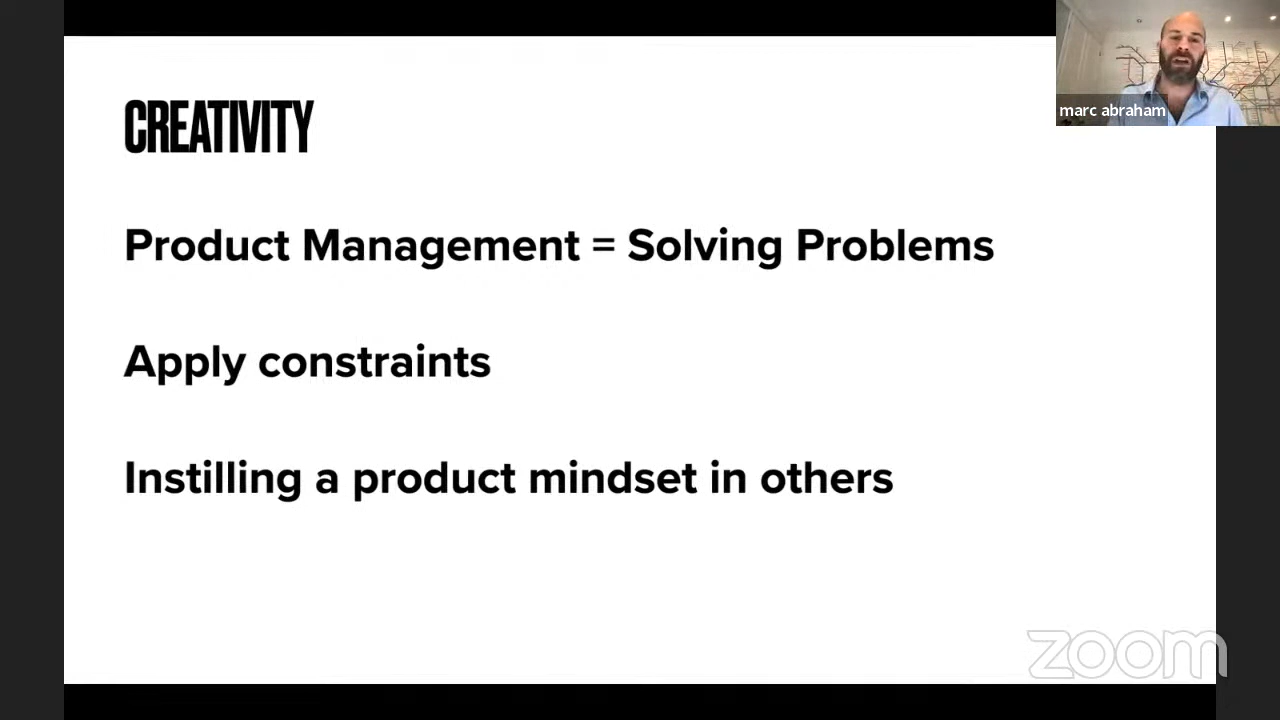 CREATIVITY
marc abraham
Product Management = Solving Problems
Apply constraints
Instilling a product mindset in others
zoom